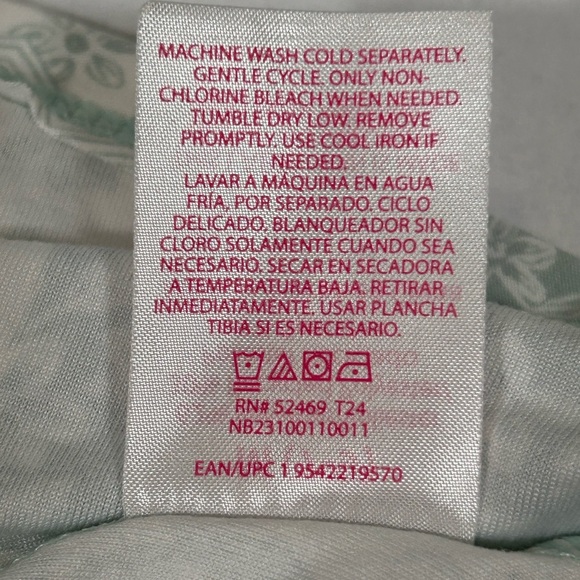 MACHINE WASH COLD SEPARATELY.
GENTLE CYCLE. ONLY NON-
CHLORINE BLEACH WHEN NEEDED.
TUMBLE DRY LOW. REMOVE
PROMPTLY. USE COOL IRON IF
NEEDED.
LAVAR A MÁQUINA EN AGUA
FRÍA, POR SEPARADO. CICLO
DELICADO. BLANQUEADOR SIN
CLORO SOLAMENTE CUANDO SEA
NECESARIO. SECAR EN SECADORA
A TEMPERATURA BAJA. RETIRAR
INMEDIATAMENTE. USAR PLANCHA
TIBIA SI ES NECESARIO.
RN# 52469 T24
NB23100110011
EAN/UPC 1 9542219570